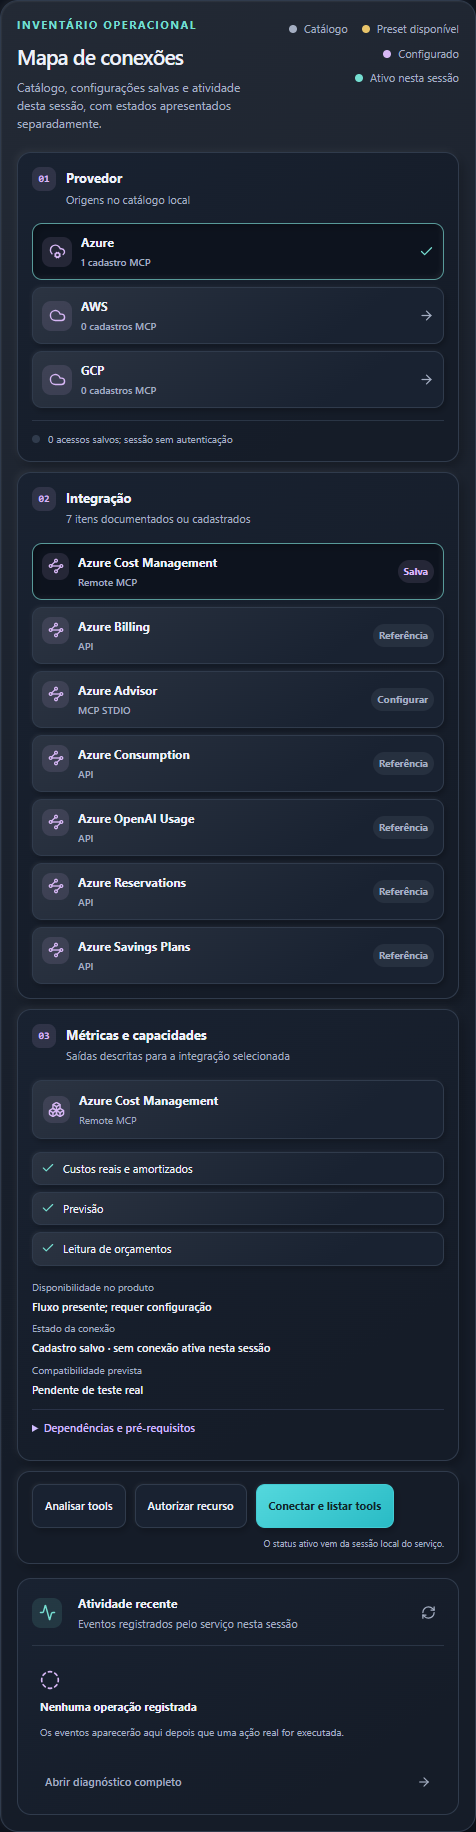 INVENTÁRIO OPERACIONAL
Mapa de conexões
Catálogo, configurações salvas e atividade
desta sessão, com estados apresentados
separadamente.
Catálogo
Preset disponível
Configurado
Ativo nesta sessão
01
Provedor
Origens no catálogo local
Azure
1 cadastro MCP
AWS
0 cadastros MCP
GCP
0 cadastros MCP
0 acessos salvos; sessão sem autenticação
02
Integração
7 itens documentados ou cadastrados
Azure Cost Management
Remote MCP
Salva
Azure Billing
API
Referência
Azure Advisor
MCP STDIO
Configurar
Azure Consumption
API
Referência
Azure OpenAI Usage
API
Referência
Azure Reservations
API
Referência
Azure Savings Plans
API
Referência
03
Métricas e capacidades
Saídas descritas para a integração selecionada
Azure Cost Management
Remote MCP
Custos reais e amortizados
Previsão
Leitura de orçamentos
Disponibilidade no produto
Fluxo presente; requer configuração
Estado da conexão
Cadastro salvo · sem conexão ativa nesta sessão
Compatibilidade prevista
Pendente de teste real
Dependências e pré-requisitos
Analisar tools
Autorizar recurso
Conectar e listar tools
O status ativo vem da sessão local do serviço.
Atividade recente
Eventos registrados pelo serviço nesta sessão
Nenhuma operação registrada
Os eventos aparecerão aqui depois que uma ação real for executada.
Abrir diagnóstico completo